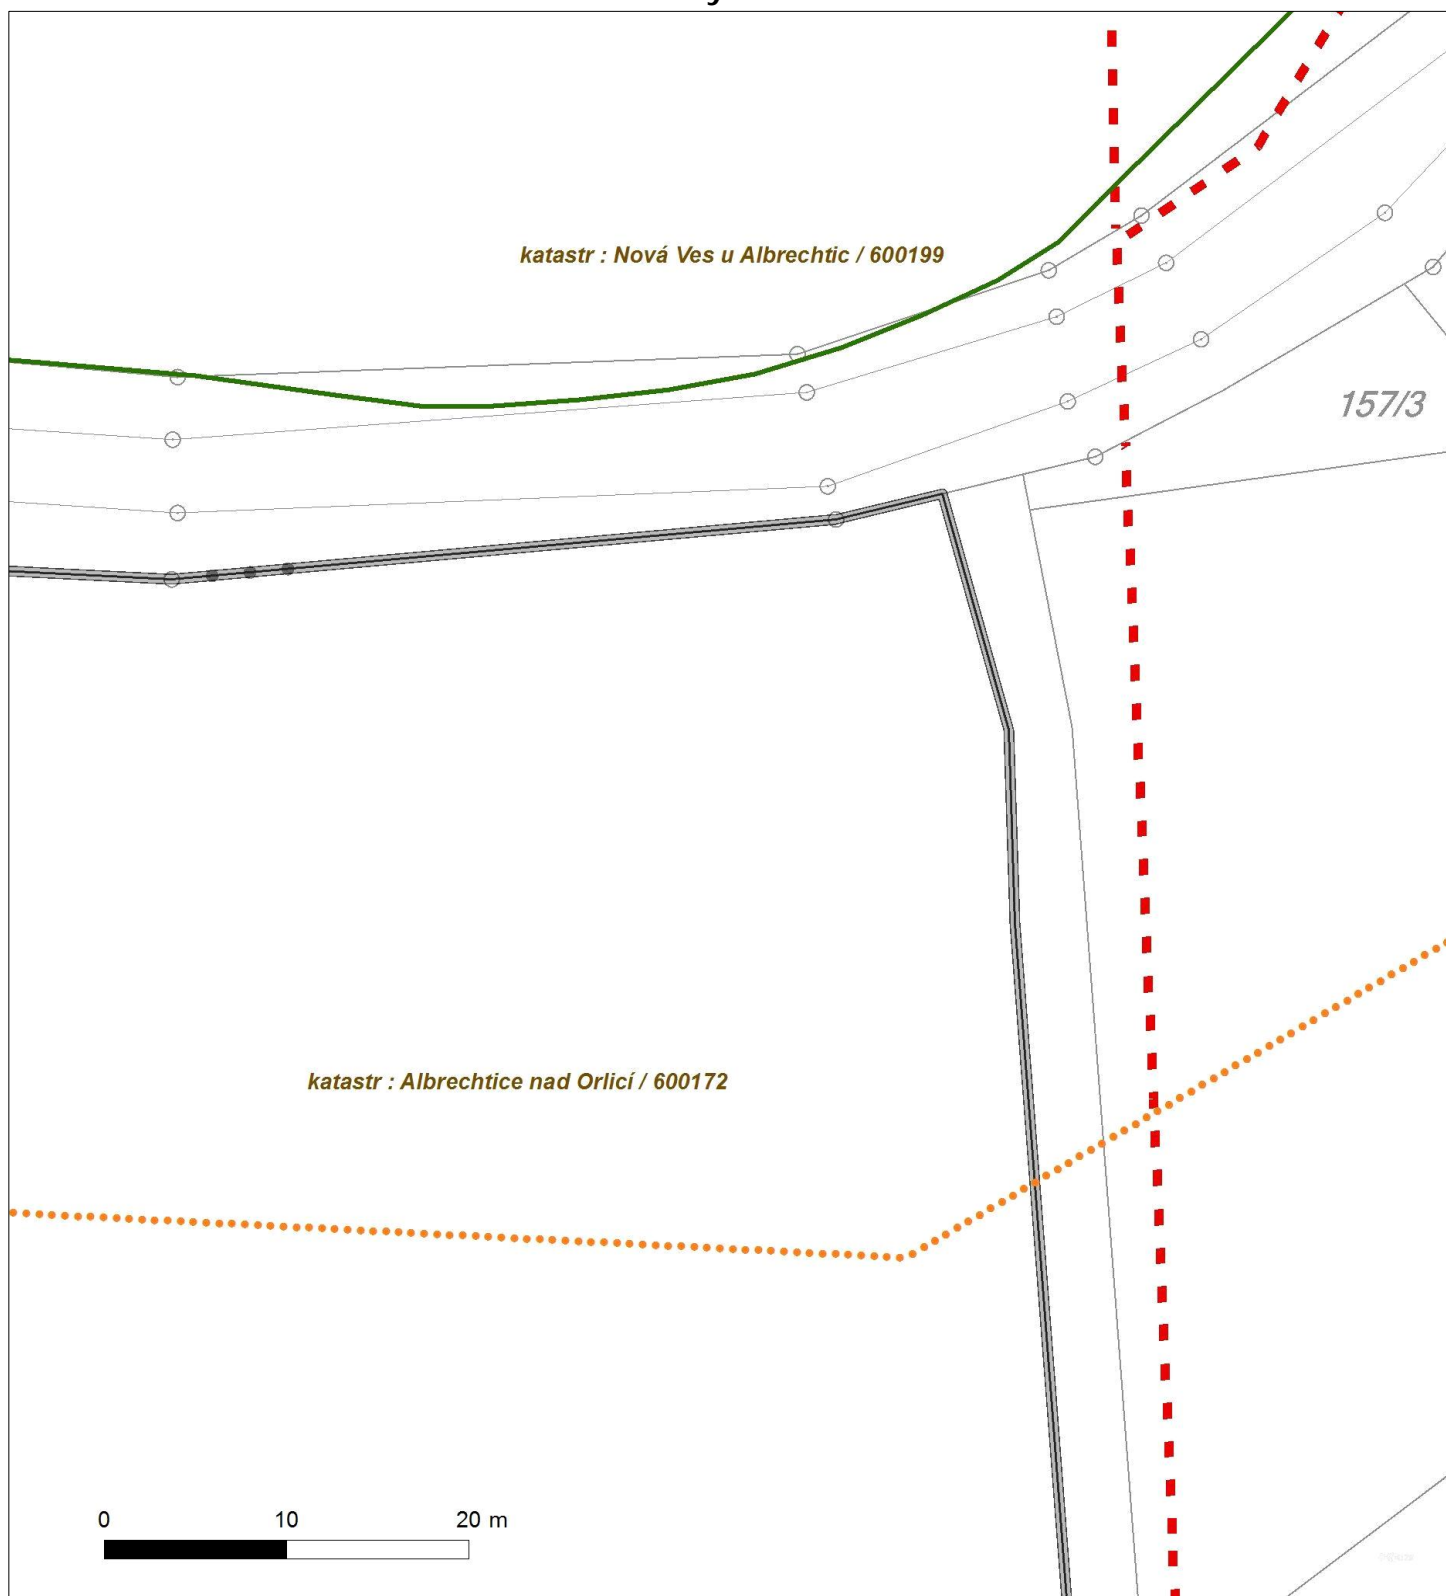 katastr : Nová Ves u Albrechtic / 600199
157/3
katastr : Albrechtice nad Orlicí / 600172
0 10 20 m